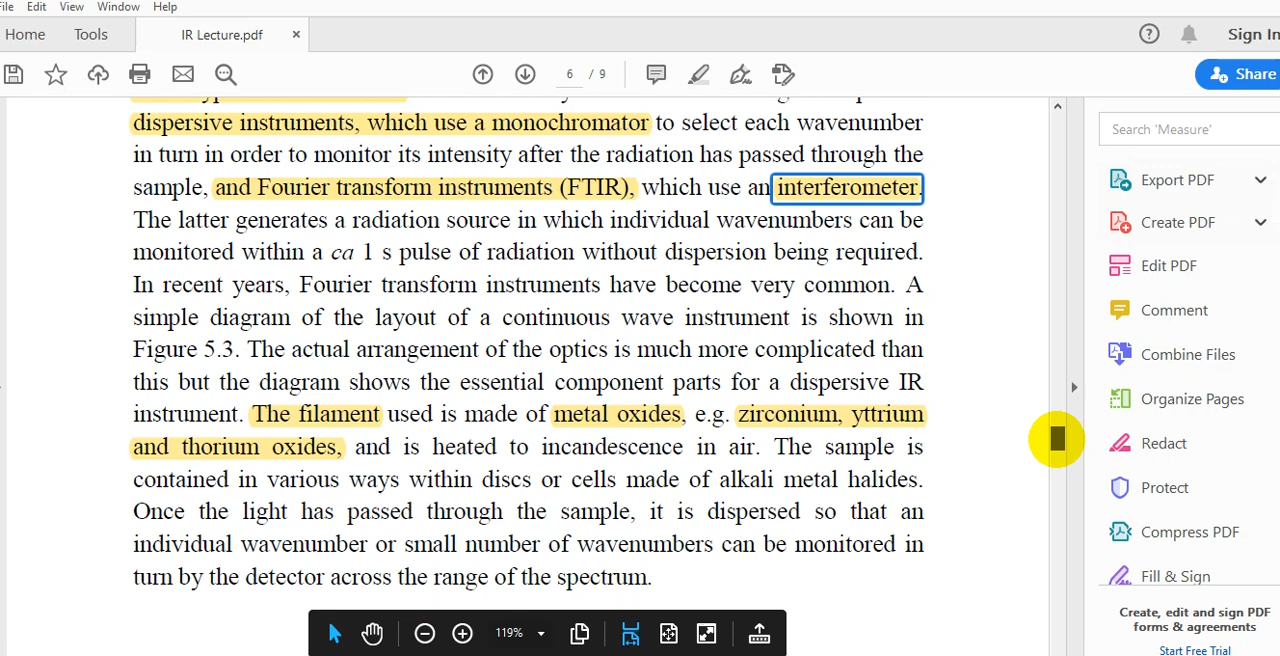 File Edit View Window Help
Home Tools IR Lecture.pdf × Sign In
6 / 9 Share
dispersive instruments, which use a monochromator to select each wavenumber
in turn in order to monitor its intensity after the radiation has passed through the
sample, and Fourier transform instruments (FTIR), which use an interferometer.
The latter generates a radiation source in which individual wavenumbers can be
monitored within a ca 1 s pulse of radiation without dispersion being required.
In recent years, Fourier transform instruments have become very common. A
simple diagram of the layout of a continuous wave instrument is shown in
Figure 5.3. The actual arrangement of the optics is much more complicated than
this but the diagram shows the essential component parts for a dispersive IR
instrument. The filament used is made of metal oxides, e.g. zirconium, yttrium
and thorium oxides, and is heated to incandescence in air. The sample is
contained in various ways within discs or cells made of alkali metal halides.
Once the light has passed through the sample, it is dispersed so that an
individual wavenumber or small number of wavenumbers can be monitored in
turn by the detector across the range of the spectrum.
119%
Search 'Measure'
Export PDF
Create PDF
Edit PDF
Comment
Combine Files
Organize Pages
Redact
Protect
Compress PDF
Fill & Sign
Create, edit and sign PDF
forms & agreements
Start Free Trial